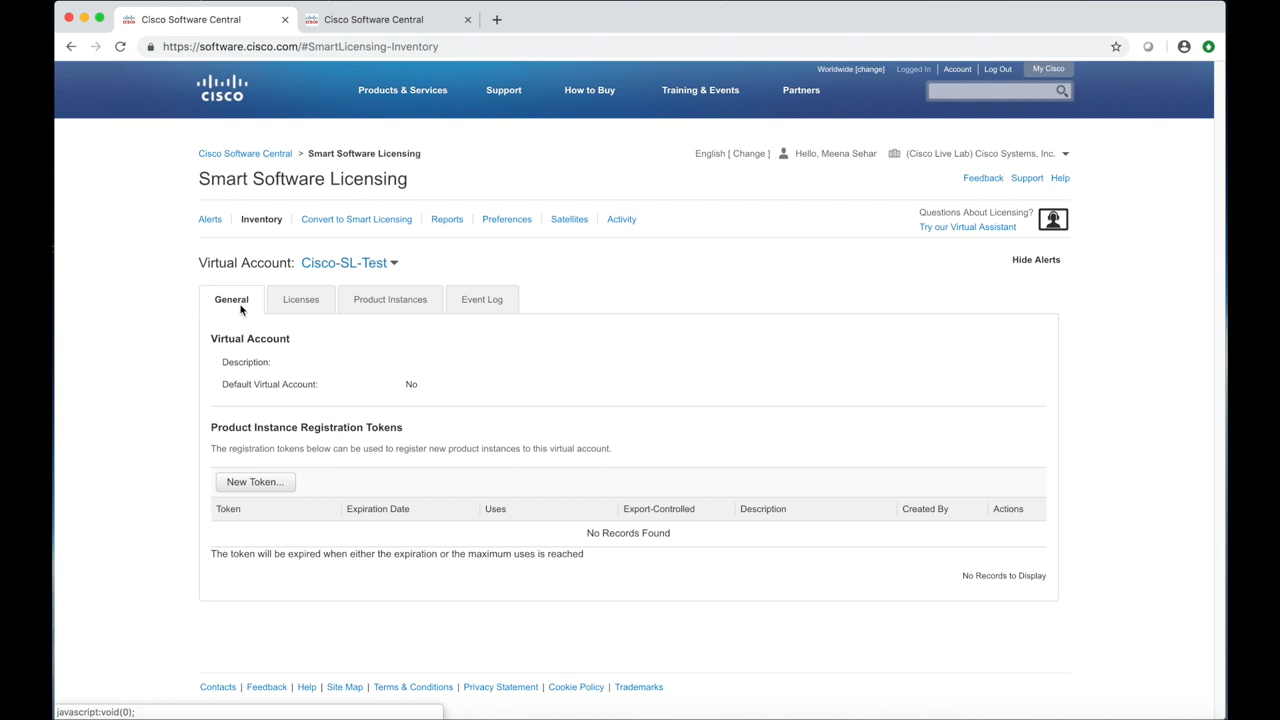 Cisco Software Central
Cisco Software Central
https://software.cisco.com/#SmartLicensing-Inventory
Worldwide [change] Logged In Account Log Out My Cisco
CISCO
Products & Services Support How to Buy Training & Events Partners
Cisco Software Central > Smart Software Licensing
English [ Change ] Hello, Meena Sehar (Cisco Live Lab) Cisco Systems, Inc.
Smart Software Licensing
Feedback Support Help
Alerts Inventory Convert to Smart Licensing Reports Preferences Satellites Activity
Questions About Licensing?
Try our Virtual Assistant
Virtual Account: Cisco-SL-Test
Hide Alerts
General Licenses Product Instances Event Log
Virtual Account
Description:
Default Virtual Account: No
Product Instance Registration Tokens
The registration tokens below can be used to register new product instances to this virtual account.
New Token...
Token Expiration Date Uses Export-Controlled Description Created By Actions
No Records Found
The token will be expired when either the expiration or the maximum uses is reached
No Records to Display
Contacts | Feedback | Help | Site Map | Terms & Conditions | Privacy Statement | Cookie Policy | Trademarks
javascript:void(0);